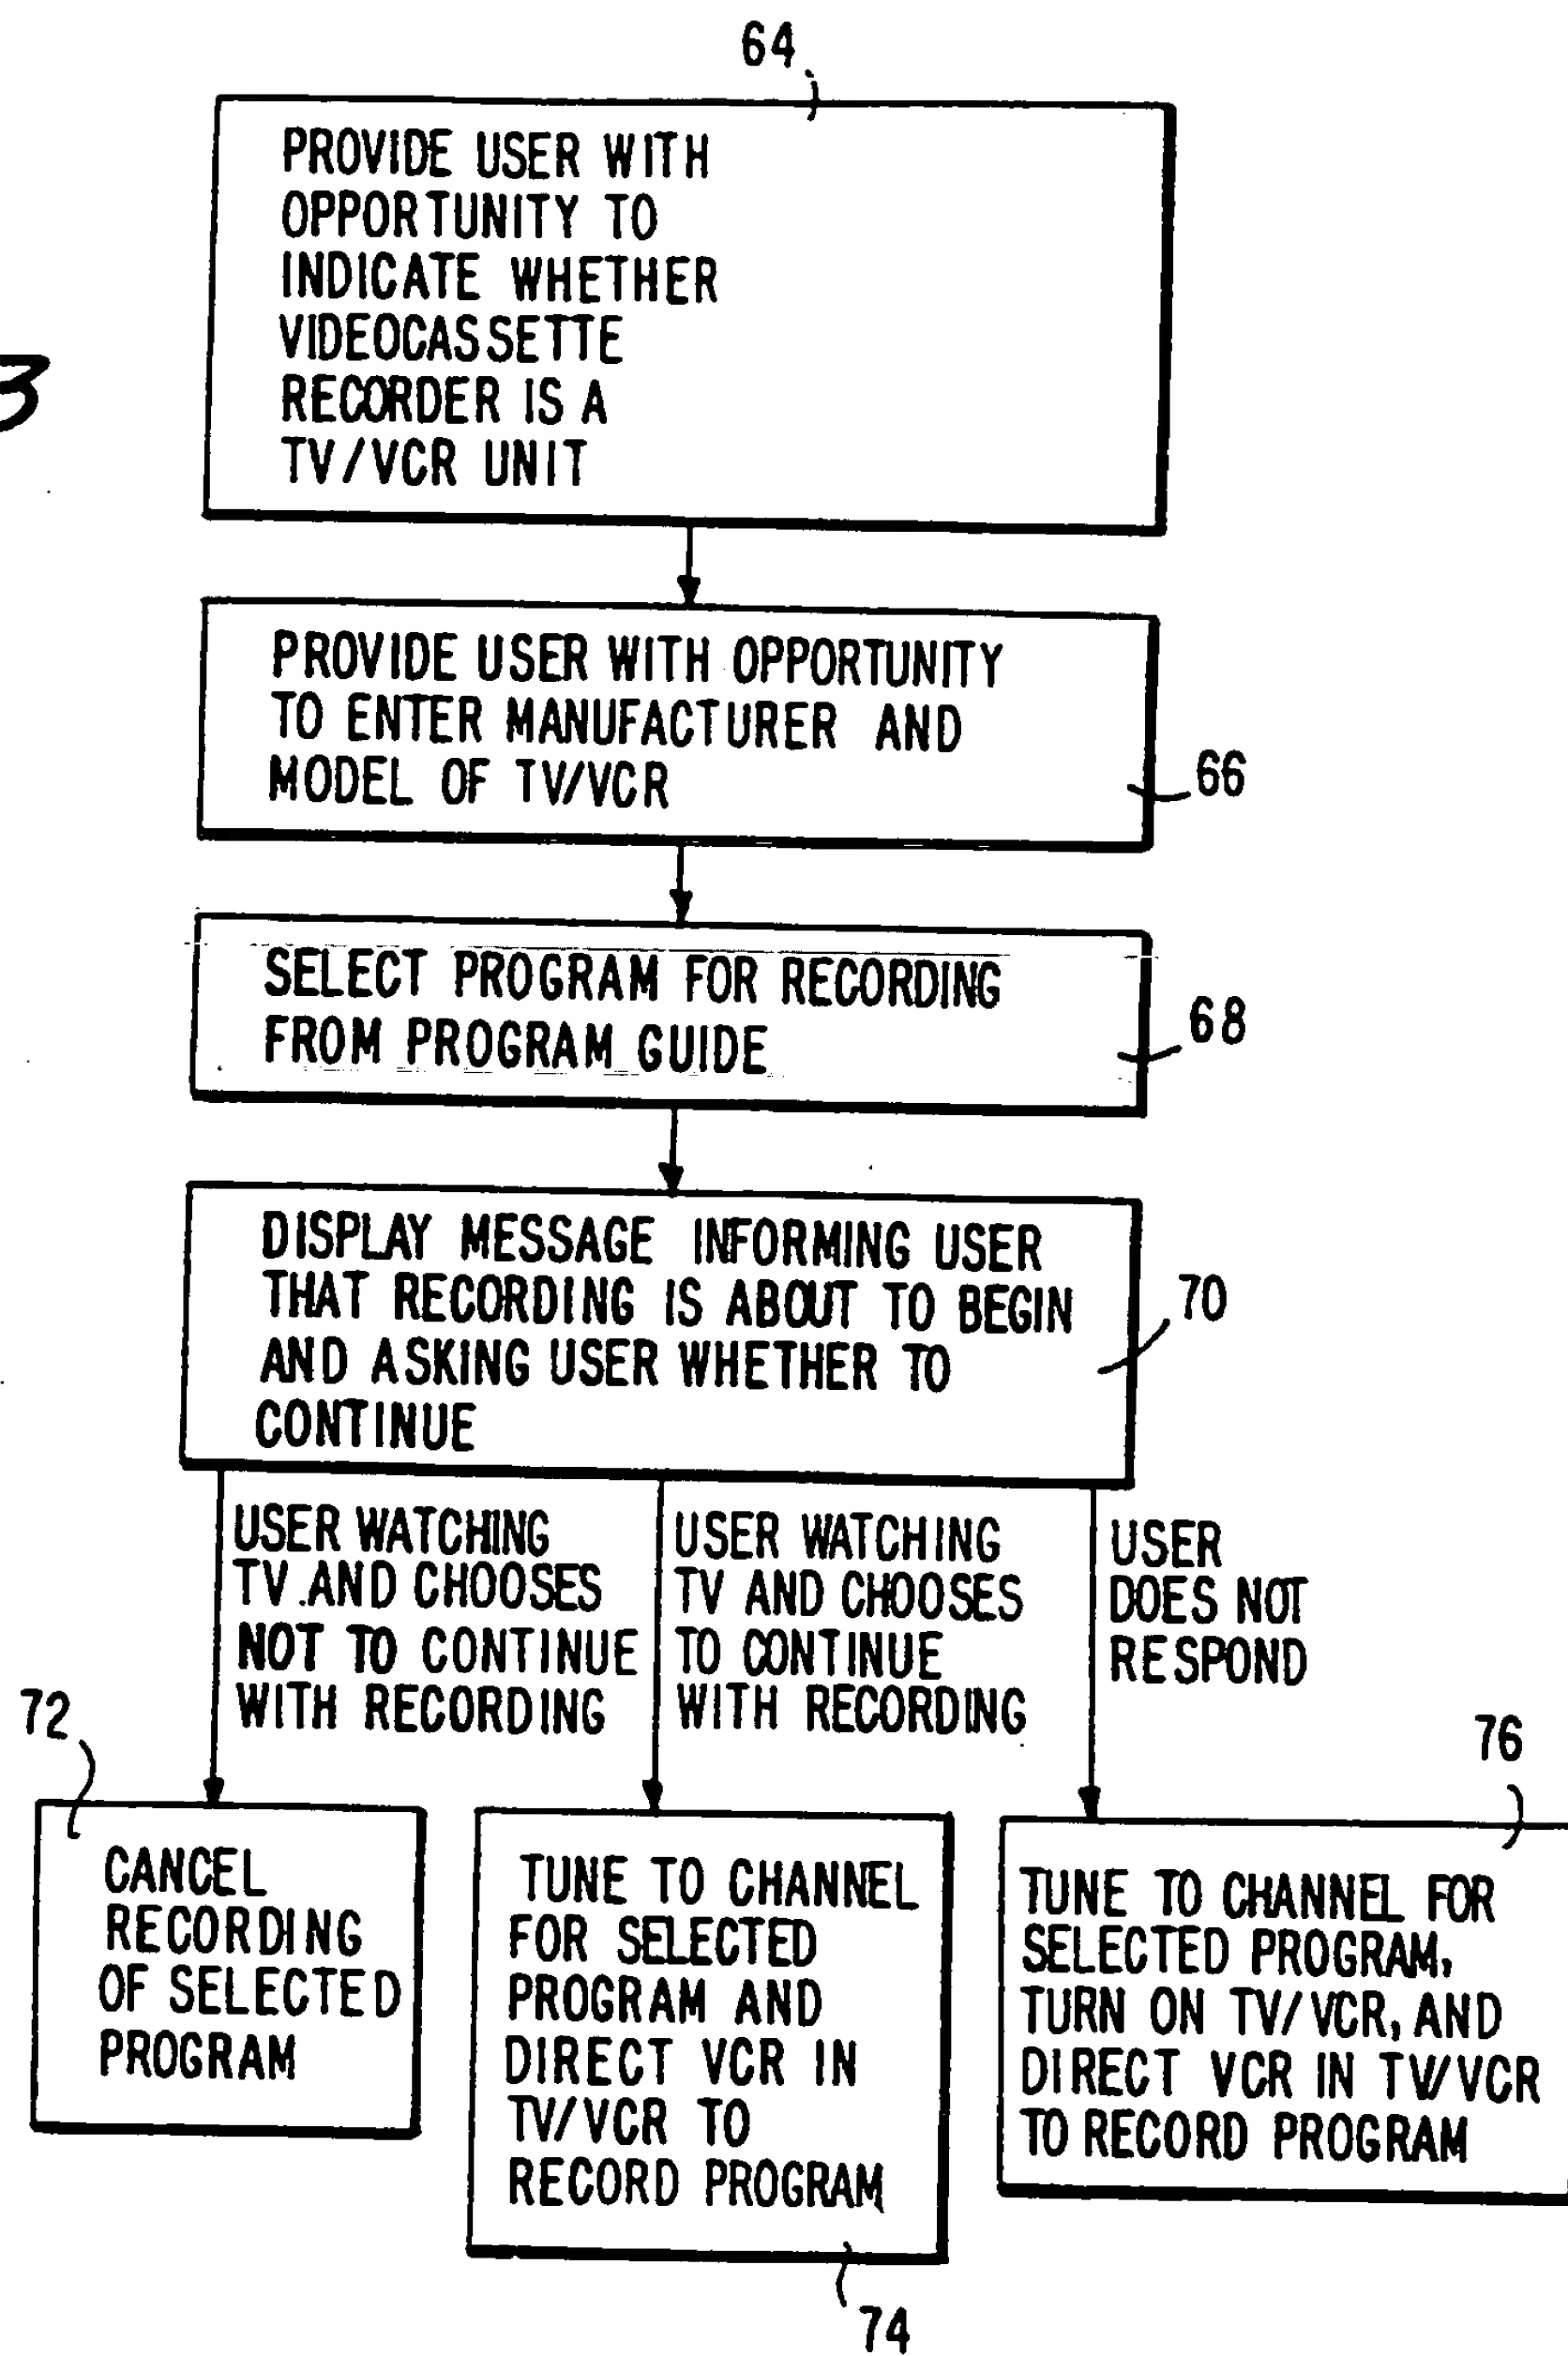 64
PROVIDE USER WITH
OPPORTUNITY TO
INDICATE WHETHER
VIDEOCASSETTE
RECORDER IS A
TV/VCR UNIT
3
PROVIDE USER WITH OPPORTUNITY
TO ENTER MANUFACTURER AND
MODEL OF TV/VCR
66
SELECT PROGRAM FOR RECORDING
FROM PROGRAM GUIDE
68
DISPLAY MESSAGE INFORMING USER
THAT RECORDING IS ABOUT TO BEGIN
AND ASKING USER WHETHER TO
CONTINUE
70
USER WATCHING
TV AND CHOOSES
NOT TO CONTINUE
WITH RECORDING
USER WATCHING
TV AND CHOOSES
TO CONTINUE
WITH RECORDING
USER
DOES NOT
RESPOND
72
CANCEL
RECORDING
OF SELECTED
PROGRAM
TUNE TO CHANNEL
FOR SELECTED
PROGRAM AND
DIRECT VCR IN
TV/VCR TO
RECORD PROGRAM
74
76
TUNE TO CHANNEL FOR
SELECTED PROGRAM,
TURN ON TV/VCR, AND
DIRECT VCR IN TV/VCR
TO RECORD PROGRAM